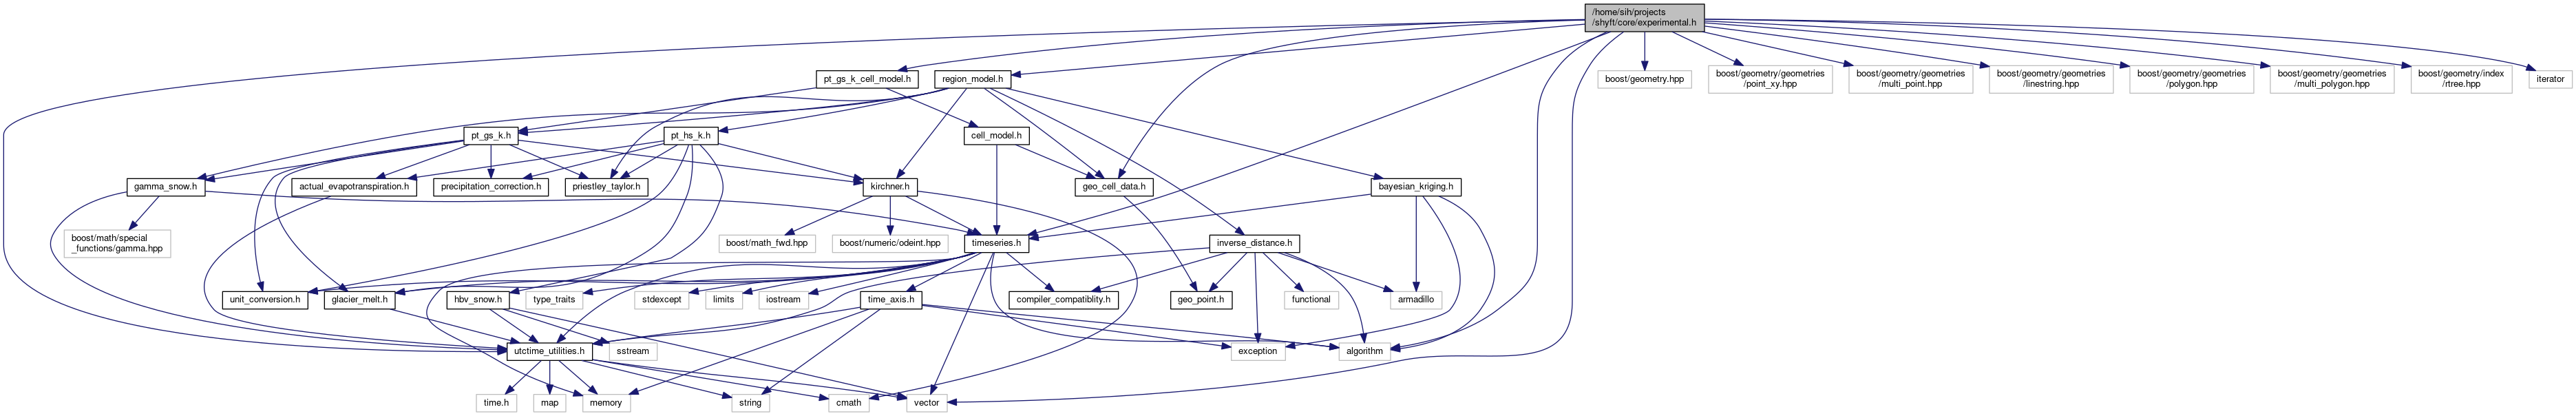 /home/sih/projects
/shyft/core/experimental.h
pt_gs_k_cell_model.h
region_model.h
boost/geometry.hpp
boost/geometry/geometries
/point_xy.hpp
boost/geometry/geometries
/multi_point.hpp
boost/geometry/geometries
/linestring.hpp
boost/geometry/geometries
/polygon.hpp
boost/geometry/geometries
/multi_polygon.hpp
boost/geometry/index
/rtree.hpp
iterator
pt_gs_k.h
pt_hs_k.h
cell_model.h
gamma_snow.h
actual_evapotranspiration.h
precipitation_correction.h
priestley_taylor.h
kirchner.h
geo_cell_data.h
bayesian_kriging.h
boost/math/special
_functions/gamma.hpp
boost/math_fwd.hpp
boost/numeric/odeint.hpp
timeseries.h
inverse_distance.h
unit_conversion.h
glacier_melt.h
hbv_snow.h
type_traits
stdexcept
limits
iostream
time_axis.h
compiler_compatiblity.h
geo_point.h
functional
armadillo
utctime_utilities.h
sstream
exception
algorithm
time.h
map
memory
string
cmath
vector